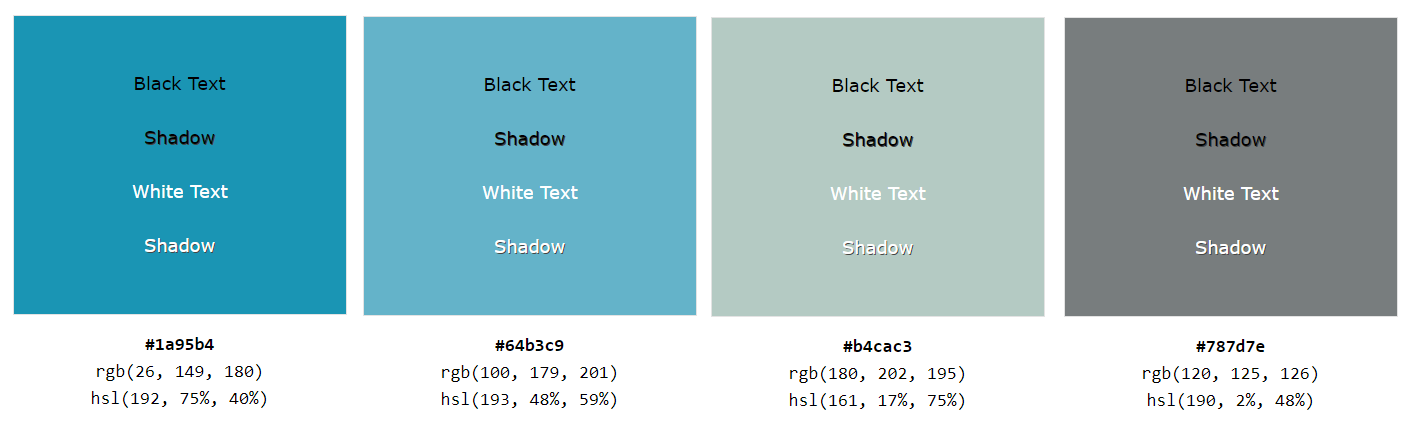 Black Text
Shadow
White Text
Shadow
#1a95b4
rgb(26, 149, 180)
hsl(192, 75%, 40%)
Black Text
Shadow
White Text
Shadow
#64b3c9
rgb(100, 179, 201)
hsl(193, 48%, 59%)
Black Text
Shadow
White Text
Shadow
#b4cac3
rgb(180, 202, 195)
hsl(161, 17%, 75%)
Black Text
Shadow
White Text
Shadow
#787d7e
rgb(120, 125, 126)
hsl(190, 2%, 48%)